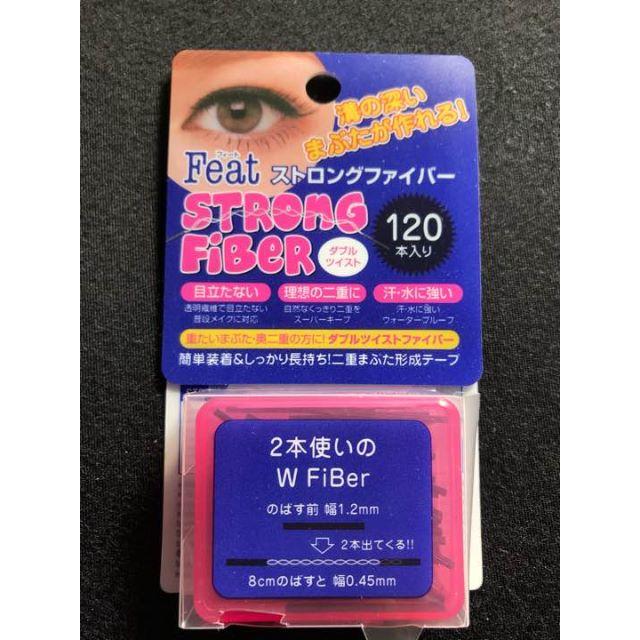 溝の深い
まぶたが作れる!
フィート
Feat ストロングファイバー
STRONG
FiBER
ダブル
ツイスト
120
本入り
目立たない
透明繊維で目立たない
普段メイクに対応
理想の二重に
自然なくっきり二重を
スーパーキープ
汗・水に強い
汗・水に強い
ウォータープルーフ
重たいまぶた・奥二重の方に!ダブルツイストファイバー
簡単装着&しっかり長持ち!二重まぶた形成テープ
2本使いの
W FiBer
のばす前 幅1.2mm
2本出てくる!!
8cmのばすと 幅0.45mm